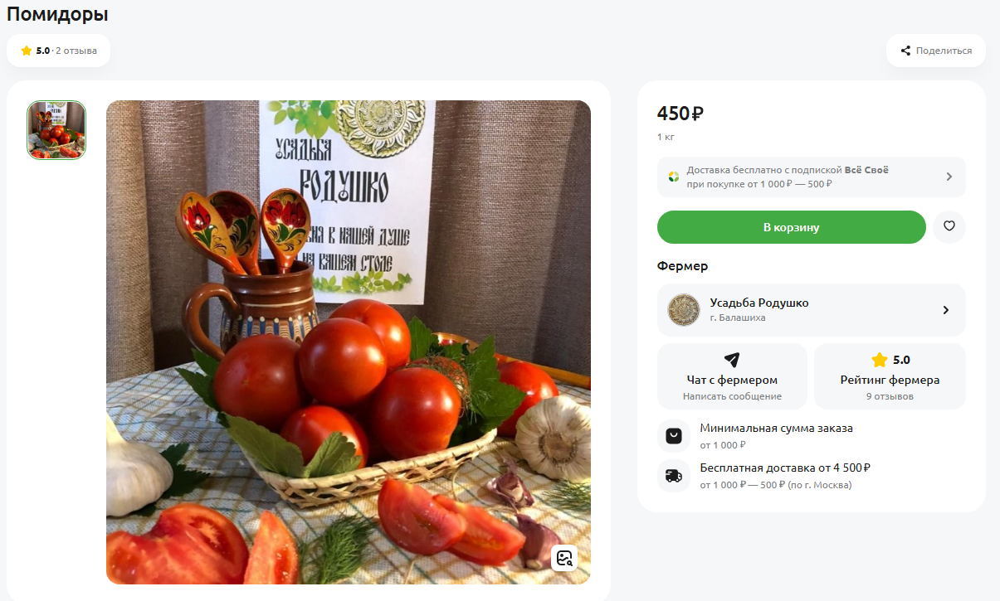 Помидоры
5.0 · 2 отзыва
Поделиться
УСАДЬБА
РОДУШКО
В НАШЕЙ ДУШЕ
НА ВАШЕМ СТОЛЕ
450 ₽
1 кг
Доставка бесплатно с подпиской Всё Своё
при покупке от 1 000 ₽ — 500 ₽
В корзину
Фермер
Усадьба Родушко
г. Балашиха
Чат с фермером
Написать сообщение
5.0
Рейтинг фермера
9 отзывов
Минимальная сумма заказа
от 1 000 ₽
Бесплатная доставка от 4 500 ₽
от 1 000 ₽ — 500 ₽ (по г. Москва)